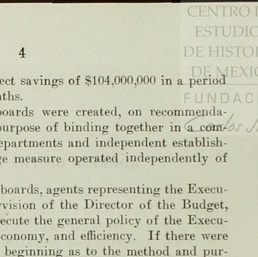 CENTRO
ESTUDIO
DE HISTOR
DE MEXIC
FUNDAC
4
ect savings of $104,000,000 in a period
ths.
boards were created, on recommenda-
purpose of binding together in a com-
epartments and independent establish-
ge measure operated independently of
boards, agents representing the Execu-
vision of the Director of the Budget,
ecute the general policy of the Execu-
conomy, and efficiency. If there were
beginning as to the method and pur-